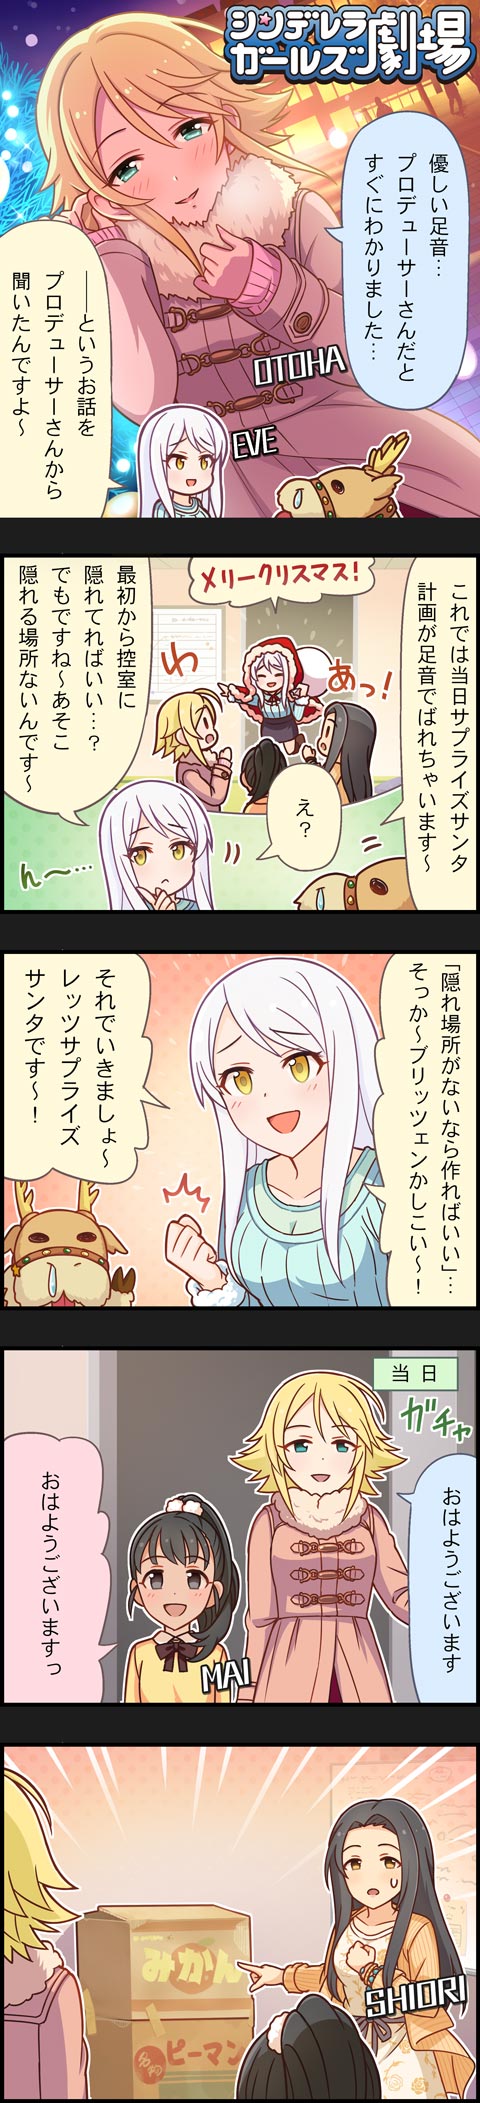 シンデレラ
ガールズ劇場
優しい足音…
プロデューサーさんだと
すぐにわかりました…
OTOHA
――というお話を
プロデューサーさんから
聞いたんですよ～
EVE
メリークリスマス!
これでは当日サプライズサンタ
計画が足音でばれちゃいます～
わ
あっ!
え?
最初から控室に
隠れてればいい…?
でもですね～あそこ
隠れる場所ないんです～
ん～…
「隠れ場所がないなら作ればいい」…
そっか～ブリッツェンかしこい～!
それでいきましょ～
レッツサプライズ
サンタです～!
当日
ガチャ
おはようございます
おはようございますっ
MAI
みかん
ピーマン
SHIORI